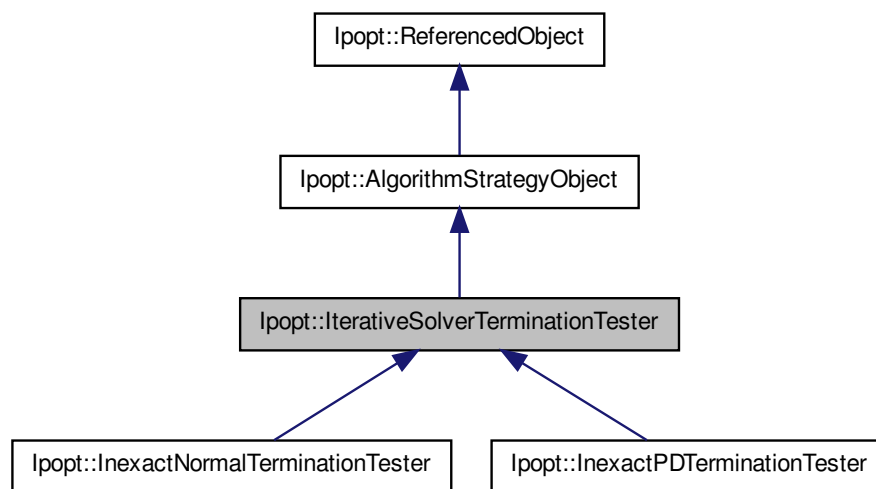 Ipopt::ReferencedObject
Ipopt::AlgorithmStrategyObject
Ipopt::IterativeSolverTerminationTester
Ipopt::InexactNormalTerminationTester
Ipopt::InexactPDTerminationTester